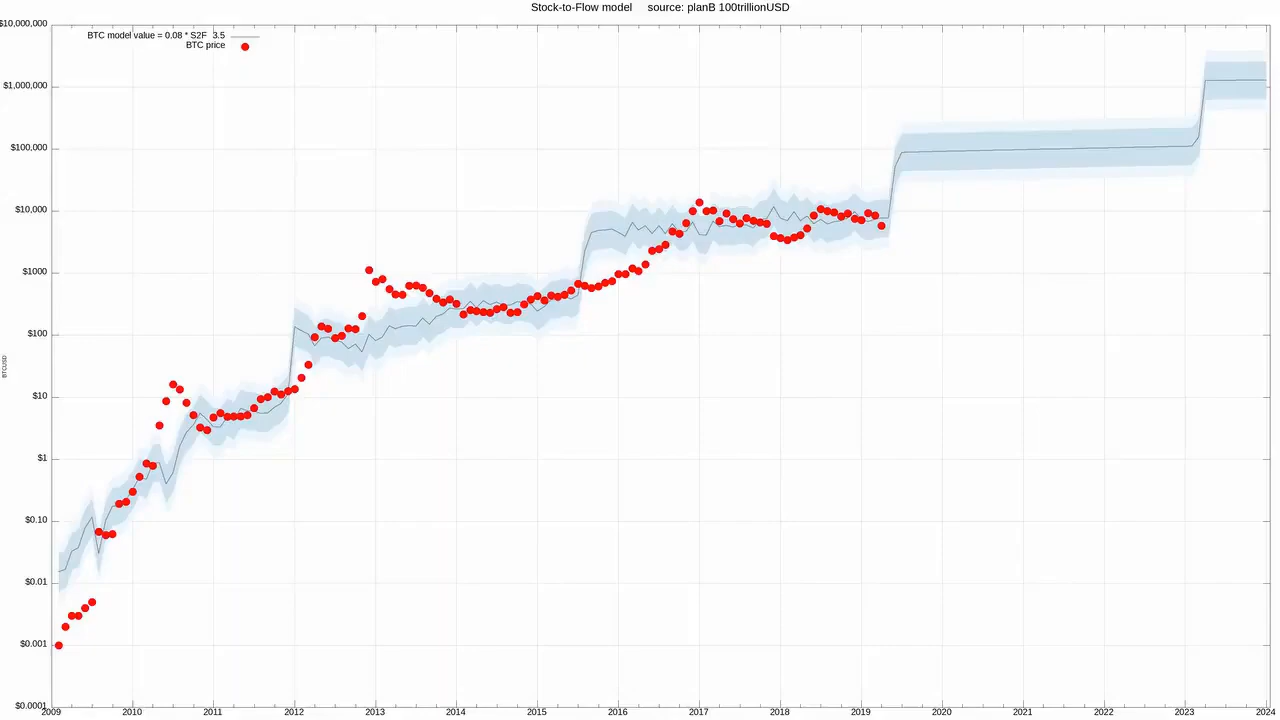 Stock-to-Flow model source: planB 100trillionUSD
$10,000,000
BTC model value = 0.08 * S2F 3.5
BTC price
$1,000,000
$100,000
$10,000
$1000
$100
BTCUSD
$10
$1
$0.10
$0.01
$0.001
$0.0001
2009 2010 2011 2012 2013 2014 2015 2016 2017 2018 2019 2020 2021 2022 2023 2024